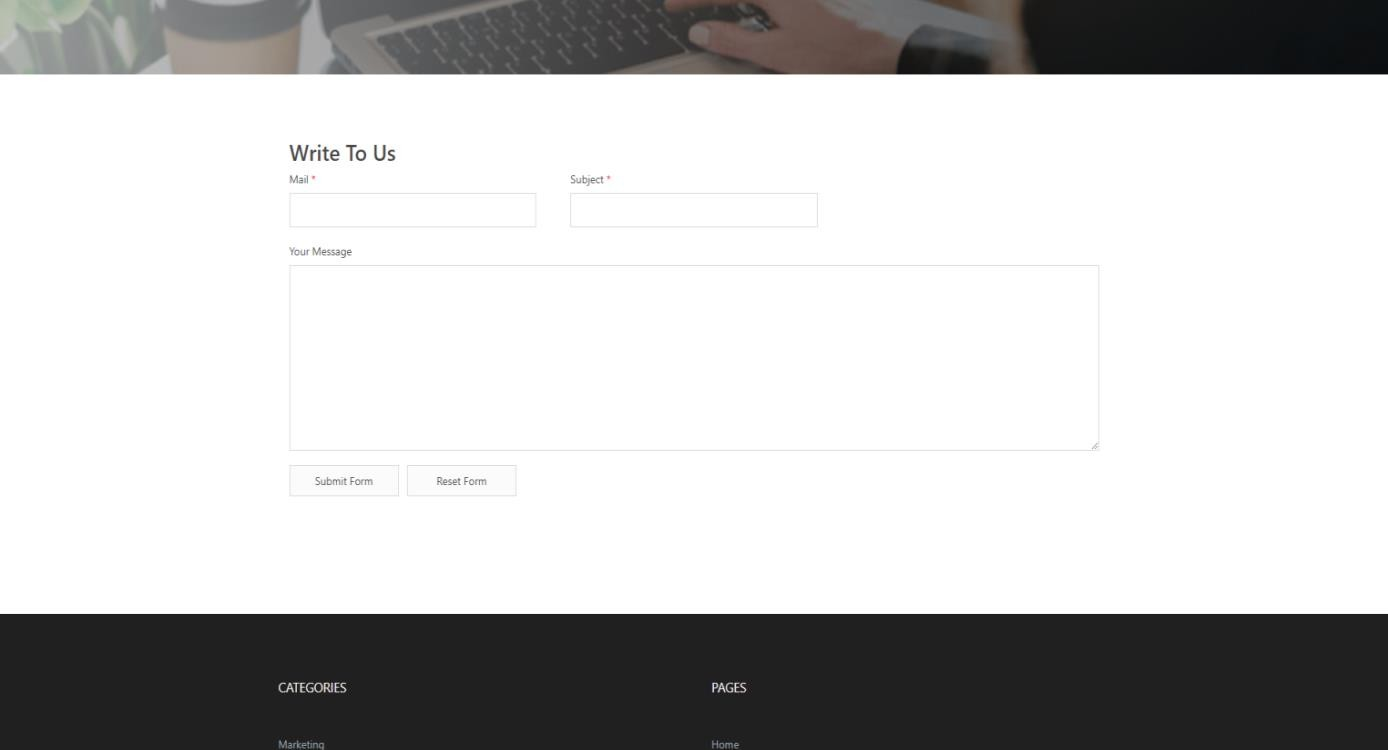 Write To Us
Mail * Subject *
Your Message
Submit Form Reset Form
CATEGORIES PAGES
Marketing Home